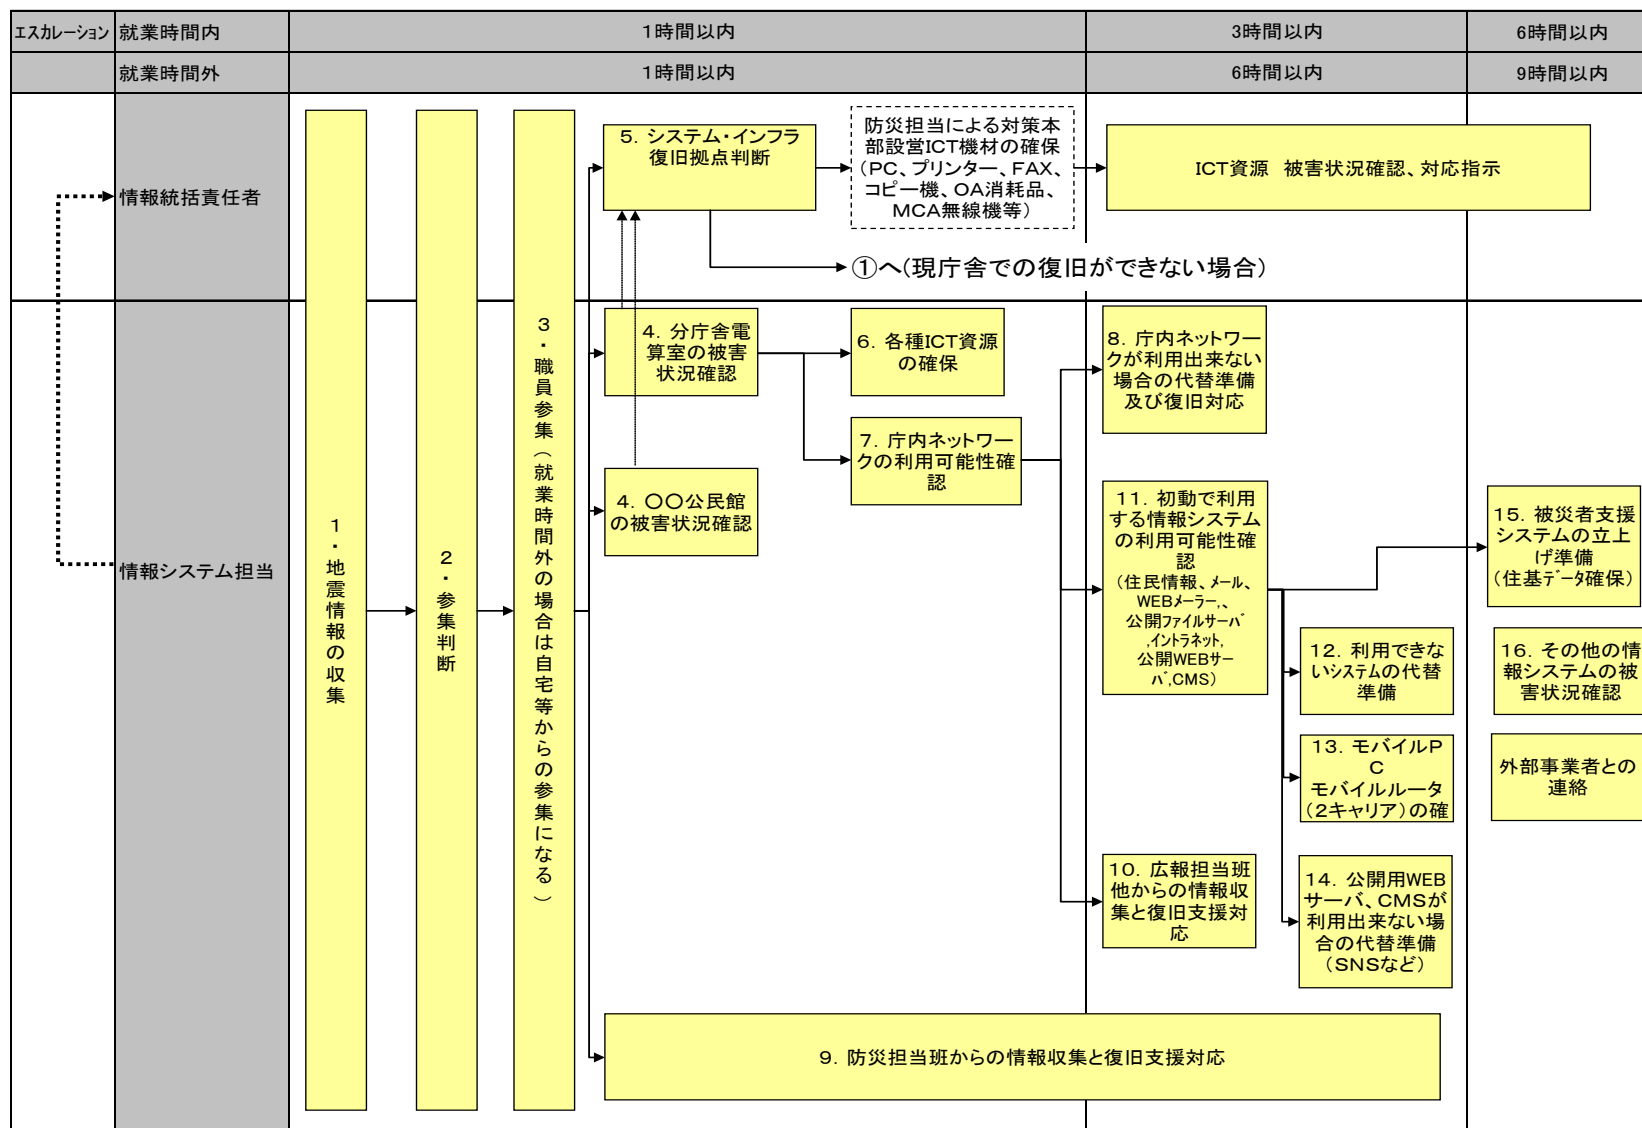 エスカレーション
就業時間内
1時間以内
3時間以内
6時間以内
就業時間外
1時間以内
6時間以内
9時間以内
情報統括責任者
情報システム担当
1・地震情報の収集
2・参集判断
3・職員参集(就業時間外の場合は自宅等からの参集になる)
5．システム・インフラ
復旧拠点判断
防災担当による対策本
部設営ICT機材の確保
(PC、プリンター、FAX、
コピー機、OA消耗品、
MCA無線機等)
ICT資源　被害状況確認、対応指示
①へ(現庁舎での復旧ができない場合)
4．分庁舎電
算室の被害
状況確認
6．各種ICT資源
の確保
8．庁内ネットワー
クが利用出来ない
場合の代替準備
及び復旧対応
7．庁内ネットワー
クの利用可能性確
認
4．〇〇公民館
の被害状況確認
11．初動で利用
する情報システム
の利用可能性確
認
(住民情報、メール、
WEBメーラー,、
公開ファイルサーバ
,イントラネット,
公開WEBサー
バ,CMS)
15．被災者支援
システムの立上
げ準備
(住基データ確保)
12．利用できな
いシステムの代替
準備
16．その他の情
報システムの被
害状況確認
13．モバイルP
C
モバイルルータ
(2キャリア)の確
外部事業者との
連絡
10．広報担当班
他からの情報収
集と復旧支援対
応
14．公開用WEB
サーバ、CMSが
利用出来ない場
合の代替準備
(SNSなど)
9．防災担当班からの情報収集と復旧支援対応